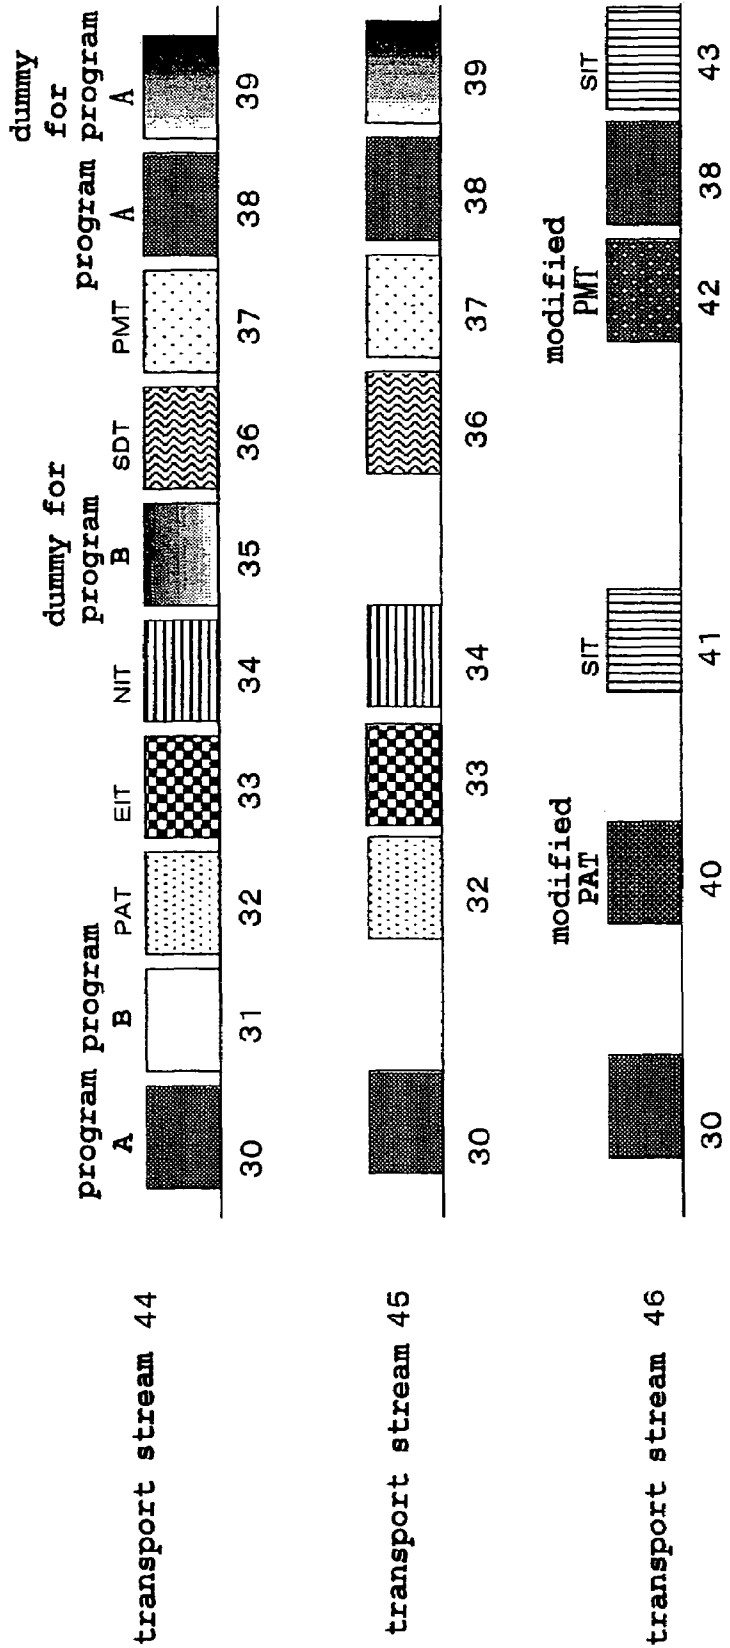 dummy
dummy for for
program program program program program
A B PAT EIT NIT B SDT PMT A A
transport stream 44
30 31 32 33 34 35 36 37 38 39
transport stream 45
30 32 33 34 36 37 38 39
modified modified
PAT SIT PMT SIT
transport stream 46
30 40 41 42 38 43